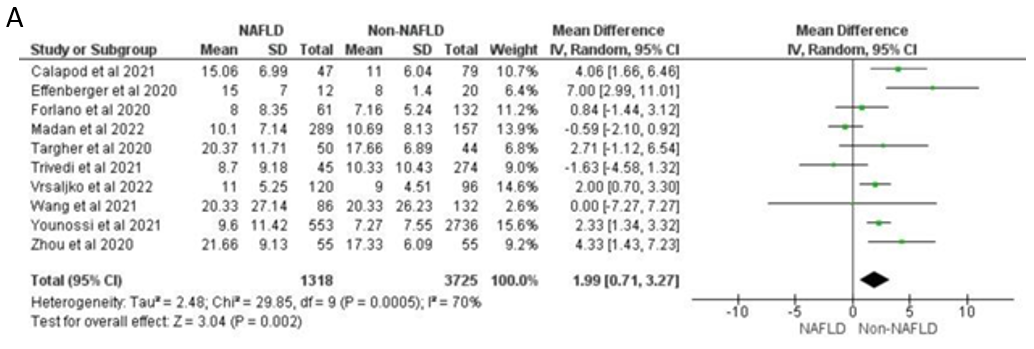 A
NAFLD Non-NAFLD Mean Difference Mean Difference
Study or Subgroup Mean SD Total Mean SD Total Weight IV, Random, 95% CI IV, Random, 95% CI
Calapod et al 2021 15.06 6.99 47 11 6.04 79 10.7% 4.06 [1.66, 6.46]
Effenberger et al 2020 15 7 12 8 1.4 20 6.3% 7.00 [2.99, 11.01]
Forlano et al 2020 8 8.35 61 7.16 5.24 132 11.2% 0.84 [-1.44, 3.12]
Madan et al 2022 10.1 7.14 289 10.69 8.13 157 13.9% -0.59 [-2.10, 0.92]
Targher et al 2020 20.37 11.71 50 17.66 6.89 44 6.8% 2.71 [-1.12, 6.54]
Trivedi et al 2021 8.7 9.18 45 10.33 10.43 274 9.0% -1.63 [-4.58, 1.32]
Vrsaljko et al 2022 11 5.25 120 9 4.51 96 14.6% 2.00 [0.70, 3.30]
Wang et al 2021 20.33 27.14 86 20.33 26.23 132 2.6% 0.00 [-7.27, 7.27]
Younossi et al 2021 9.6 11.42 553 7.27 7.55 2736 15.6% 2.33 [1.34, 3.32]
Zhou et al 2020 21.66 9.13 55 17.33 6.09 55 9.2% 4.33 [1.43, 7.23]
Total (95% CI) 1318 3725 100.0% 1.99 [0.71, 3.27]
Heterogeneity: Tau² = 2.48; Chi² = 29.85, df = 9 (P = 0.0005); I² = 70%
Test for overall effect: Z = 3.04 (P = 0.002)
-10 -5 0 5 10
NAFLD Non-NAFLD